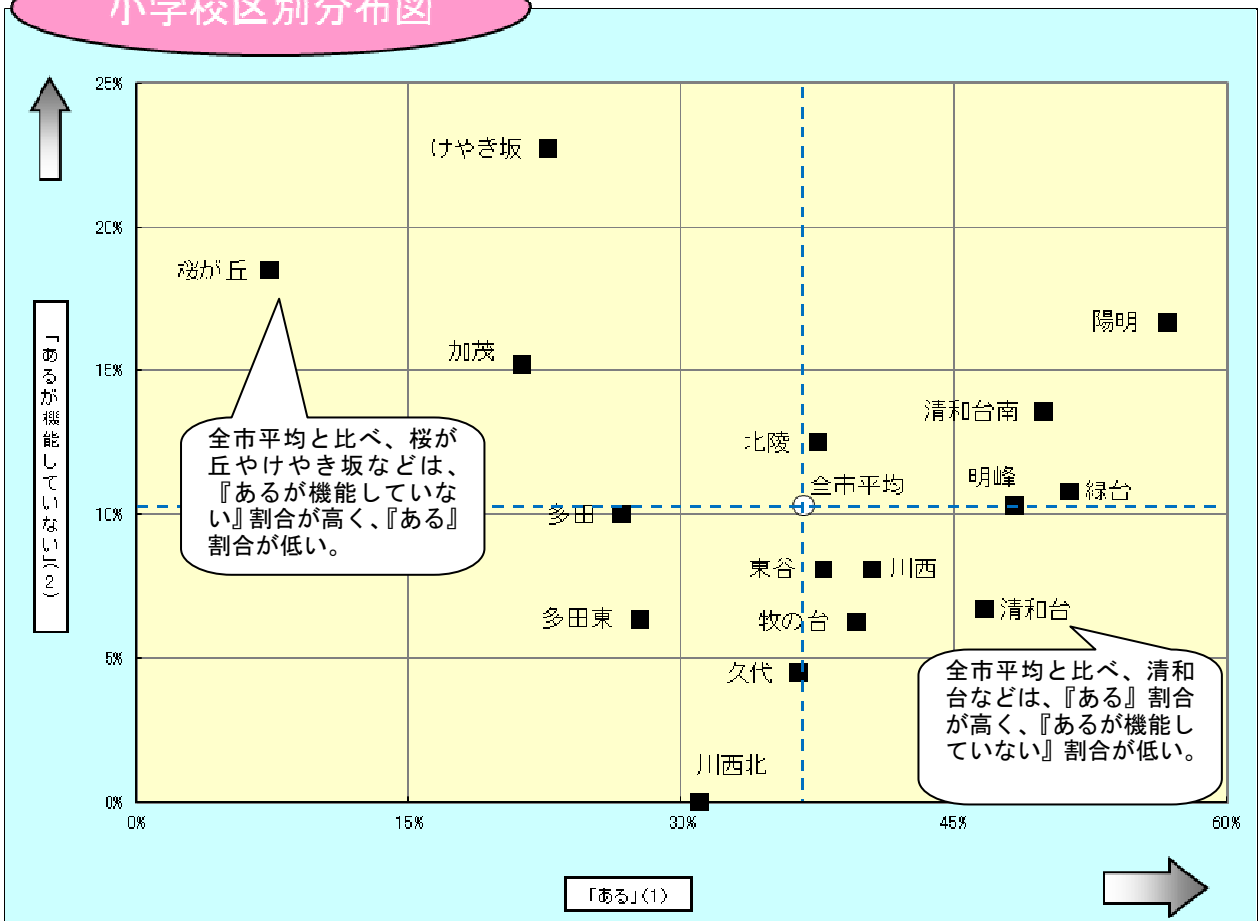 小学校区別分布図
25%
けやき坂
20%
桜が丘
陽明
加茂
15%
清和台南
北陵
明峰
全市平均
緑台
10%
多田
東谷
川西
清和台
多田東
牧の台
5%
久代
川西北
0%
0%
15%
30%
45%
60%
「あるが機能していない」(2)
「ある」(1)
全市平均と比べ、桜が
丘やけやき坂などは、
『あるが機能していな
い』割合が高く、『ある』
割合が低い。
全市平均と比べ、清和
台などは、『ある』割合
が高く、『あるが機能し
ていない』割合が低い。